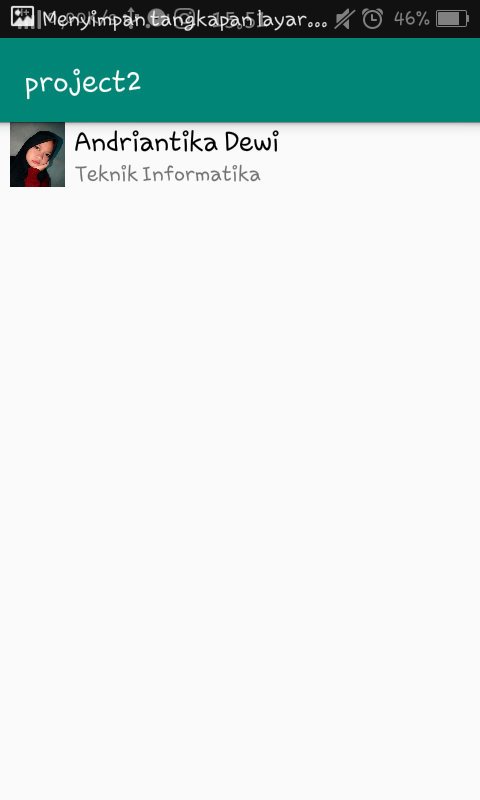 Menyimpan tangkapan layar... 46%
project2
Andriantika Dewi
Teknik Informatika